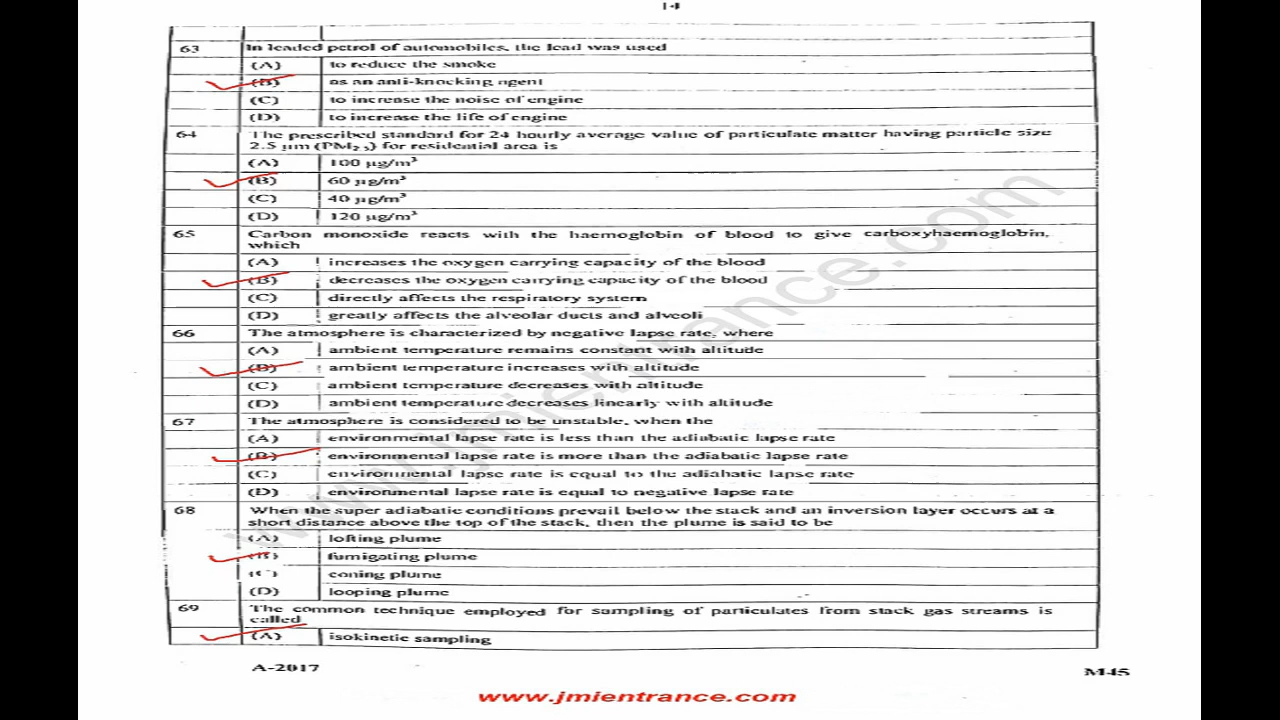 14
63 In leaded petrol of automobiles, the lead was used
(A) to reduce the smoke
(B) as an anti-knocking agent
(C) to increase the noise of engine
(D) to increase the life of engine
64 The prescribed standard for 24 hourly average value of particulate matter having particle size
2.5 µm (PM₂.₅) for residential area is
(A) 100 µg/m³
(B) 60 µg/m³
(C) 40 µg/m³
(D) 120 µg/m³
65 Carbon monoxide reacts with the haemoglobin of blood to give carboxyhaemoglobin,
which
(A) increases the oxygen carrying capacity of the blood
(B) decreases the oxygen carrying capacity of the blood
(C) directly affects the respiratory system
(D) greatly affects the alveolar ducts and alveoli
66 The atmosphere is characterized by negative lapse rate, where
(A) ambient temperature remains constant with altitude
(B) ambient temperature increases with altitude
(C) ambient temperature decreases with altitude
(D) ambient temperature decreases linearly with altitude
67 The atmosphere is considered to be unstable, when the
(A) environmental lapse rate is less than the adiabatic lapse rate
(B) environmental lapse rate is more than the adiabatic lapse rate
(C) environmental lapse rate is equal to the adiabatic lapse rate
(D) environmental lapse rate is equal to negative lapse rate
68 When the super adiabatic conditions prevail below the stack and an inversion layer occurs at a
short distance above the top of the stack, then the plume is said to be
(A) lofting plume
(B) fumigating plume
(C) coning plume
(D) looping plume
69 The common technique employed for sampling of particulates from stack gas streams is
called
(A) isokinetic sampling
A-2017 M45
www.jmientrance.com
www.jmientrance.com